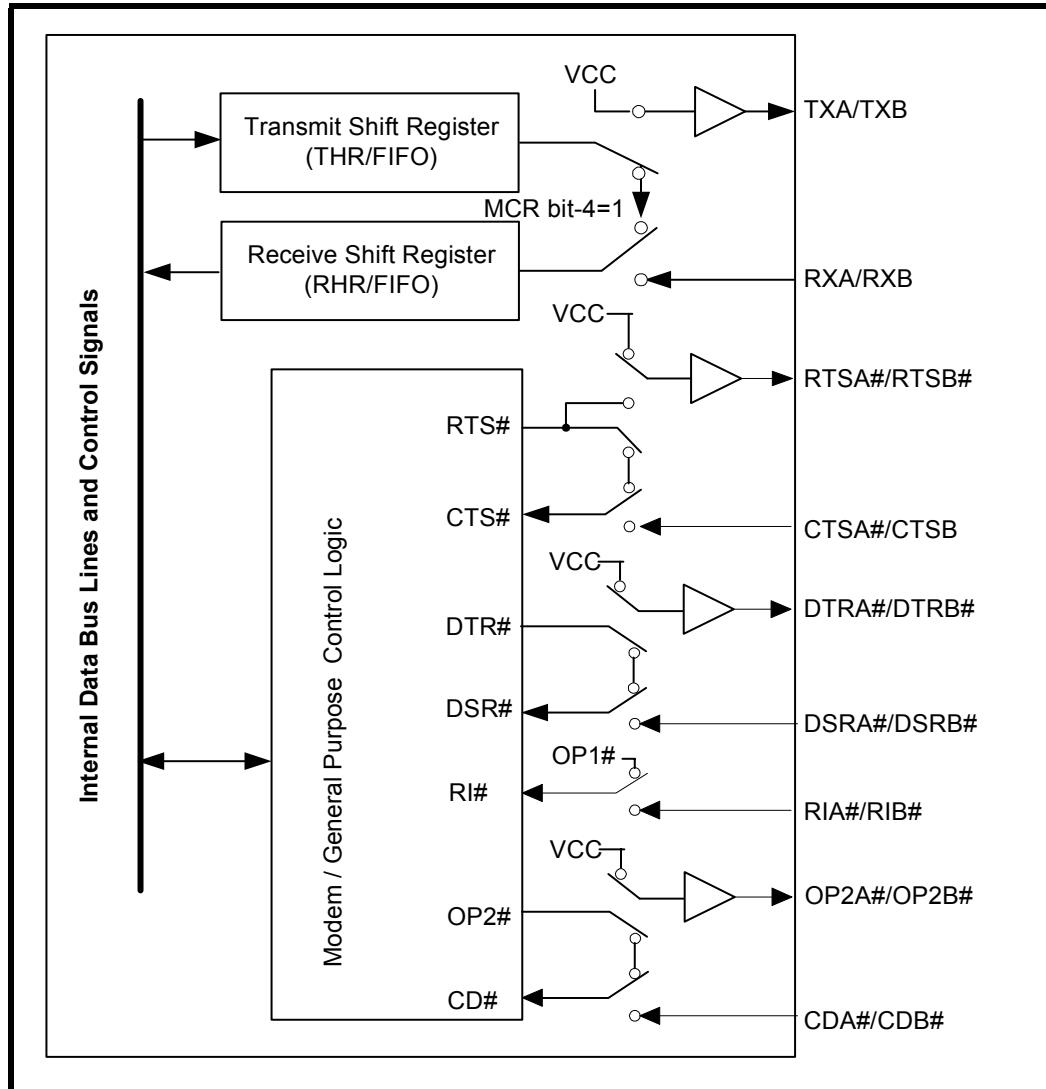 VCC
TXA/TXB
Transmit Shift Register
(THR/FIFO)
MCR bit-4=1
Receive Shift Register
(RHR/FIFO)
RXA/RXB
VCC
RTSA#/RTSB#
RTS#
CTS#
CTSA#/CTSB
VCC
DTRA#/DTRB#
DTR#
DSR#
DSRA#/DSRB#
OP1#
RI#
RIA#/RIB#
VCC
OP2A#/OP2B#
OP2#
CD#
CDA#/CDB#
Internal Data Bus Lines and Control Signals
Modem / General Purpose Control Logic